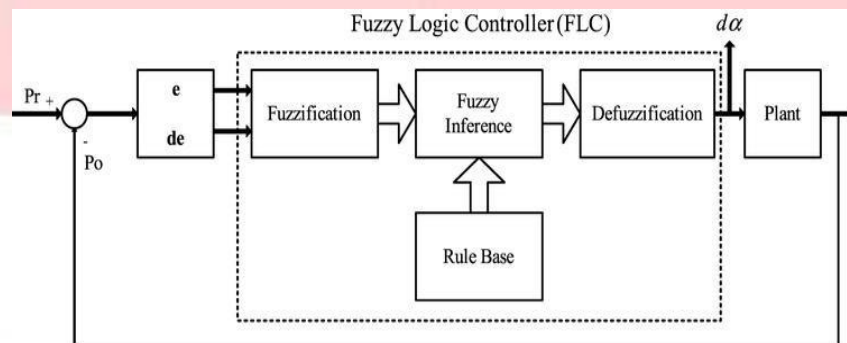 Fuzzy Logic Controller(FLC)
dα
Pr +
-
Po
e
de
Fuzzification
Fuzzy
Inference
Defuzzification
Plant
Rule Base